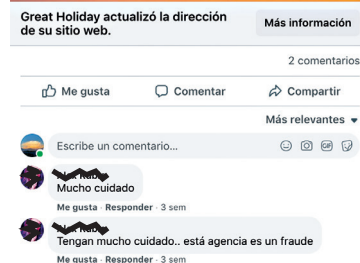 Great Holiday actualizó la dirección
de su sitio web.
Más información
2 comentarios
Me gusta Comentar Compartir
Más relevantes
Escribe un comentario...
GIF
Mucho cuidado
Me gusta · Responder · 3 sem
Tengan mucho cuidado.. está agencia es un fraude
Me gusta · Responder · 3 sem